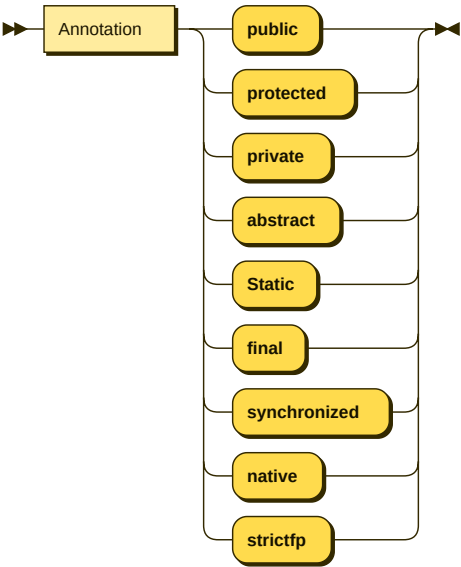 Annotation
public
protected
private
abstract
Static
final
synchronized
native
strictfp